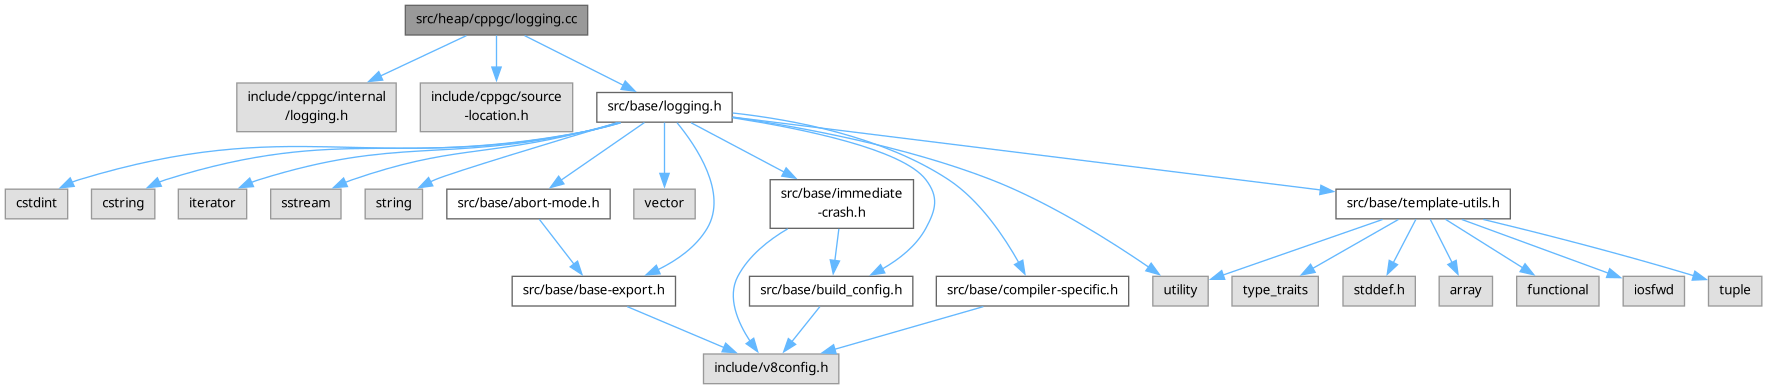 src/heap/cppgc/logging.cc
include/cppgc/internal
/logging.h
include/cppgc/source
-location.h
src/base/logging.h
cstdint
cstring
iterator
sstream
string
src/base/abort-mode.h
vector
src/base/immediate
-crash.h
src/base/template-utils.h
src/base/base-export.h
src/base/build_config.h
src/base/compiler-specific.h
utility
type_traits
stddef.h
array
functional
iosfwd
tuple
include/v8config.h